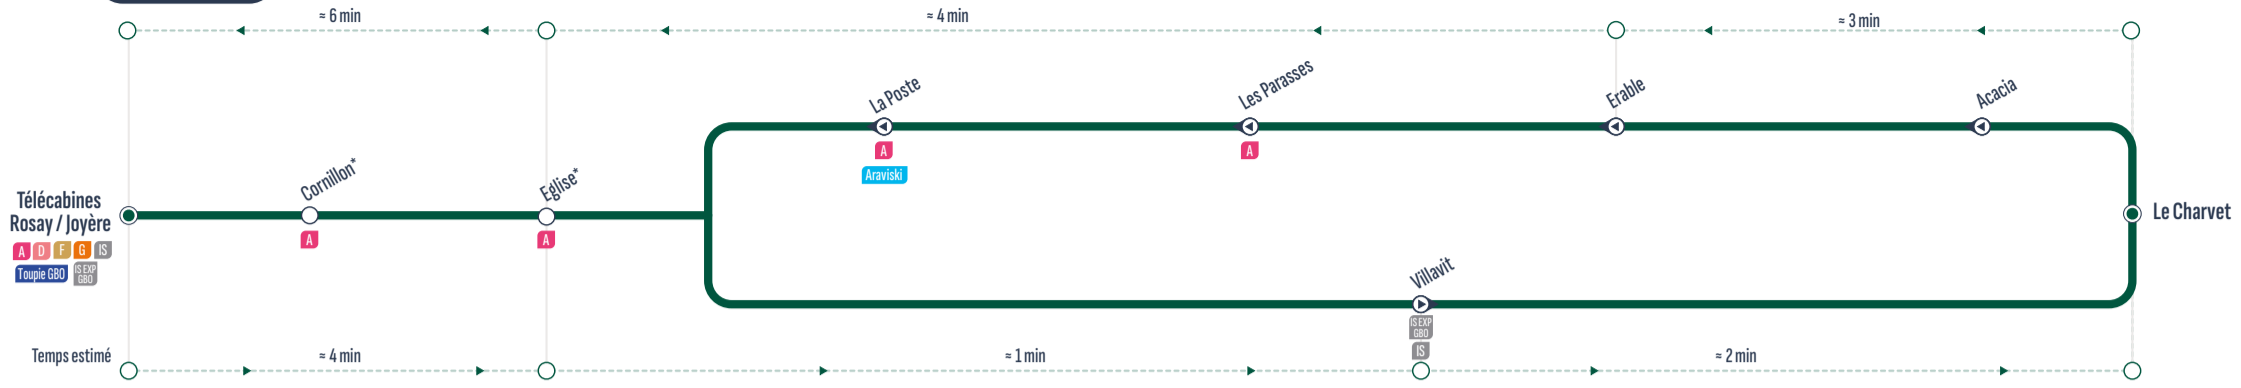 ≈ 6 min
≈ 4 min
≈ 3 min
La Poste
Les Parasses
Erable
Acacia
A
Araviski
A
Cornillon*
Eglise*
Télécabines
Rosay / Joyère
A D F G IS
Toupie GBO
IS EXP
GBO
A
A
Le Charvet
Villavit
IS EXP
GBO
IS
Temps estimé
≈ 4 min
≈ 1 min
≈ 2 min